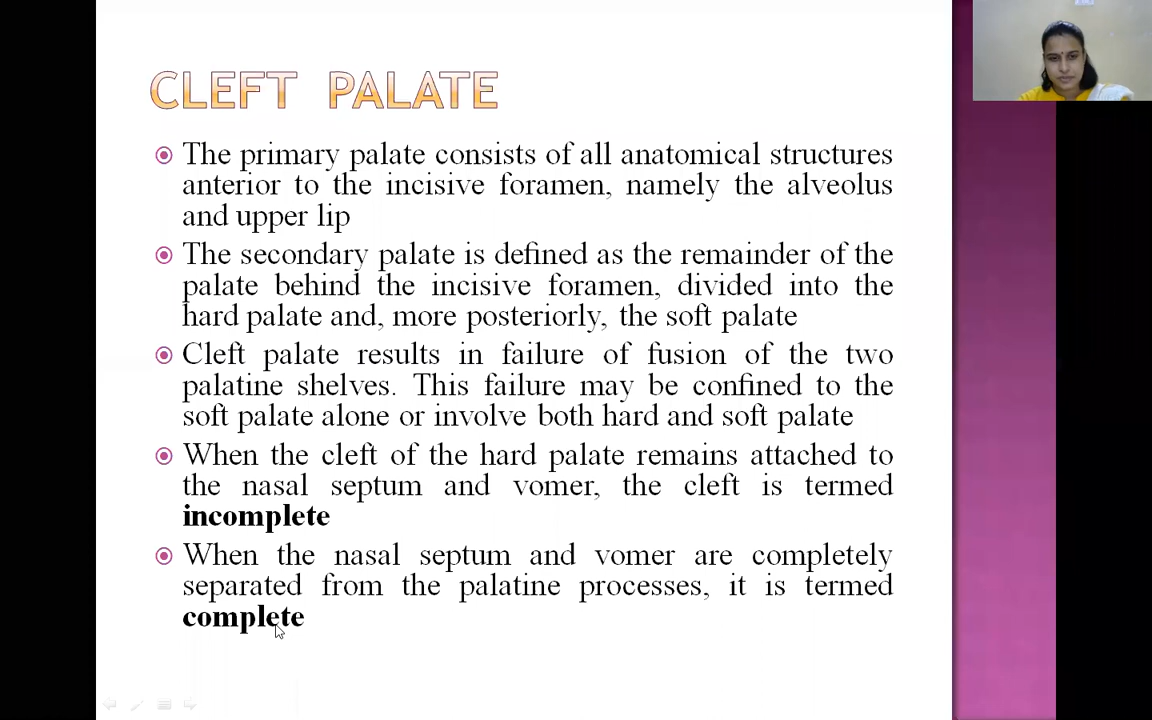 CLEFT PALATE
The primary palate consists of all anatomical structures
anterior to the incisive foramen, namely the alveolus
and upper lip
The secondary palate is defined as the remainder of the
palate behind the incisive foramen, divided into the
hard palate and, more posteriorly, the soft palate
Cleft palate results in failure of fusion of the two
palatine shelves. This failure may be confined to the
soft palate alone or involve both hard and soft palate
When the cleft of the hard palate remains attached to
the nasal septum and vomer, the cleft is termed
incomplete
When the nasal septum and vomer are completely
separated from the palatine processes, it is termed
complete